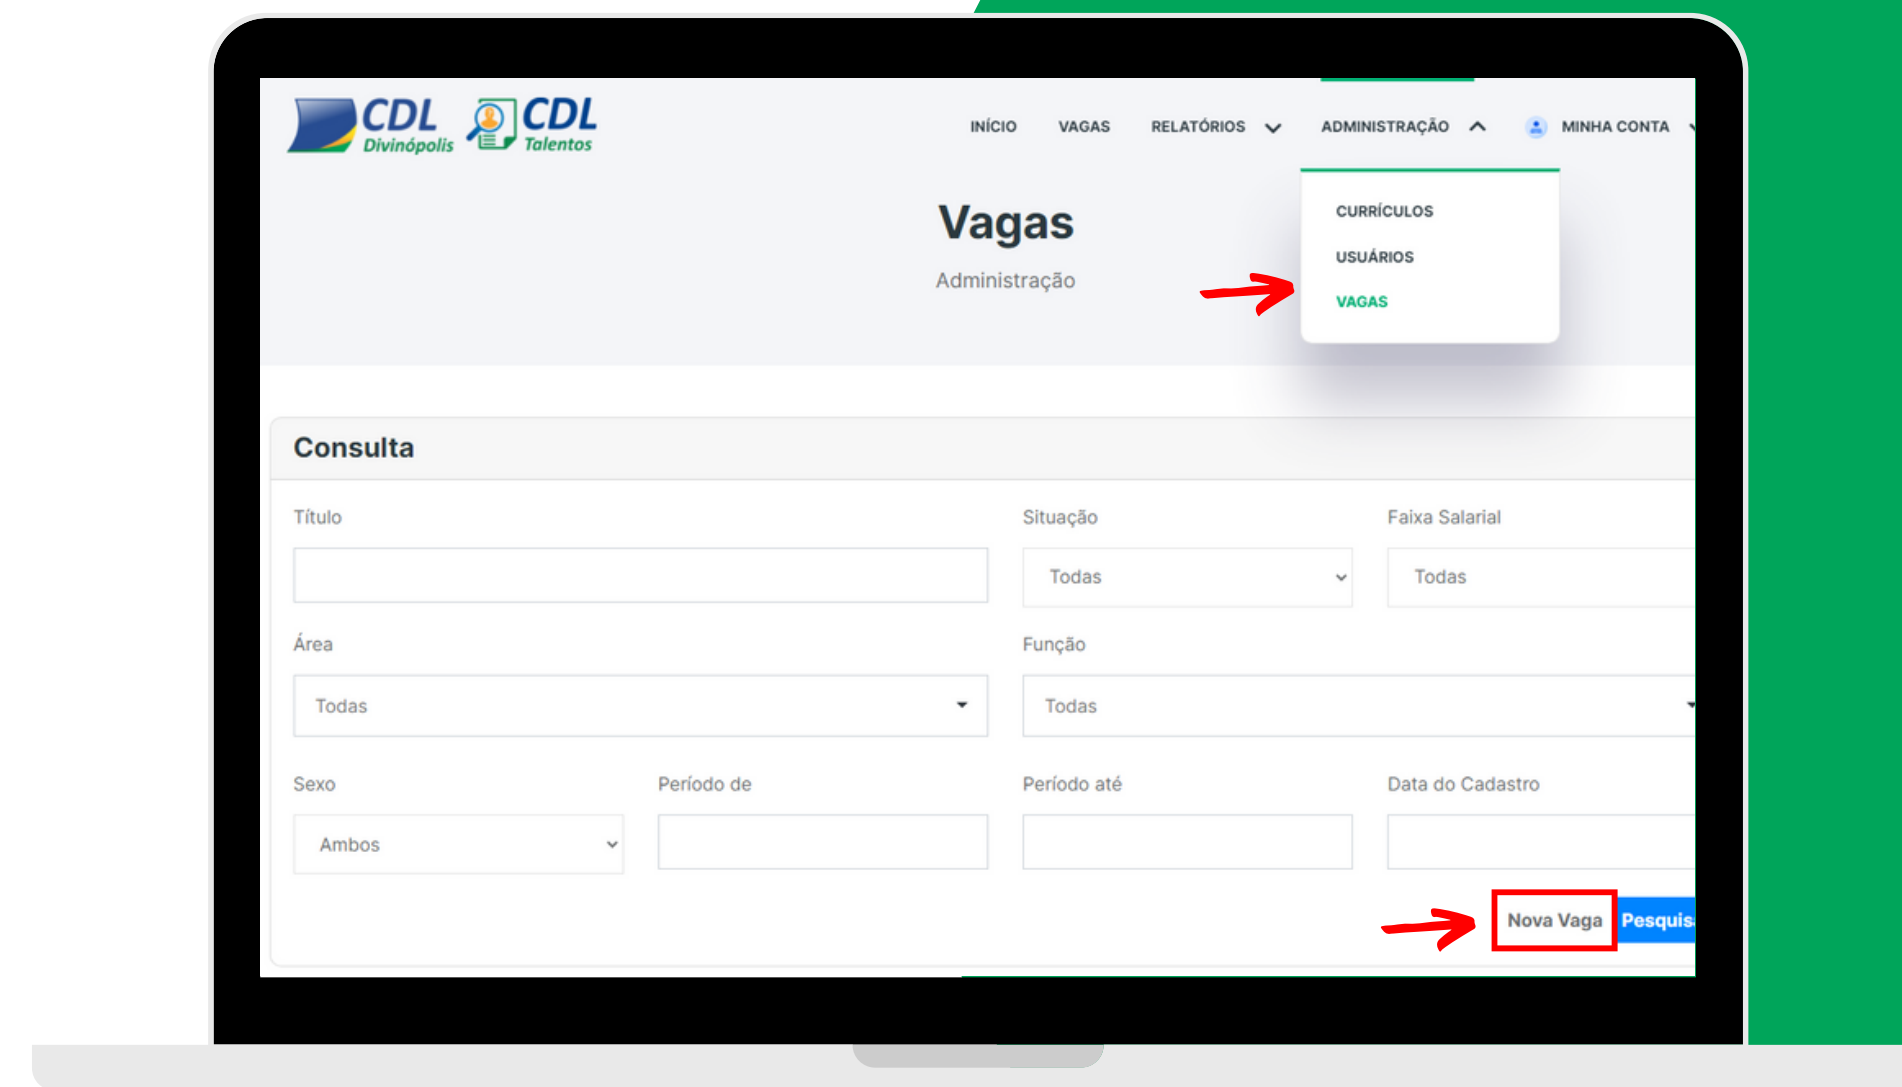 CDL
Divinópolis
CDL
Talentos
INÍCIO VAGAS RELATÓRIOS ADMINISTRAÇÃO MINHA CONTA
CURRÍCULOS
USUÁRIOS
VAGAS
Vagas
Administração
Consulta
Título Situação Faixa Salarial
Todas Todas
Área Função
Todas Todas
Sexo Período de Período até Data do Cadastro
Ambos
Nova Vaga Pesquis